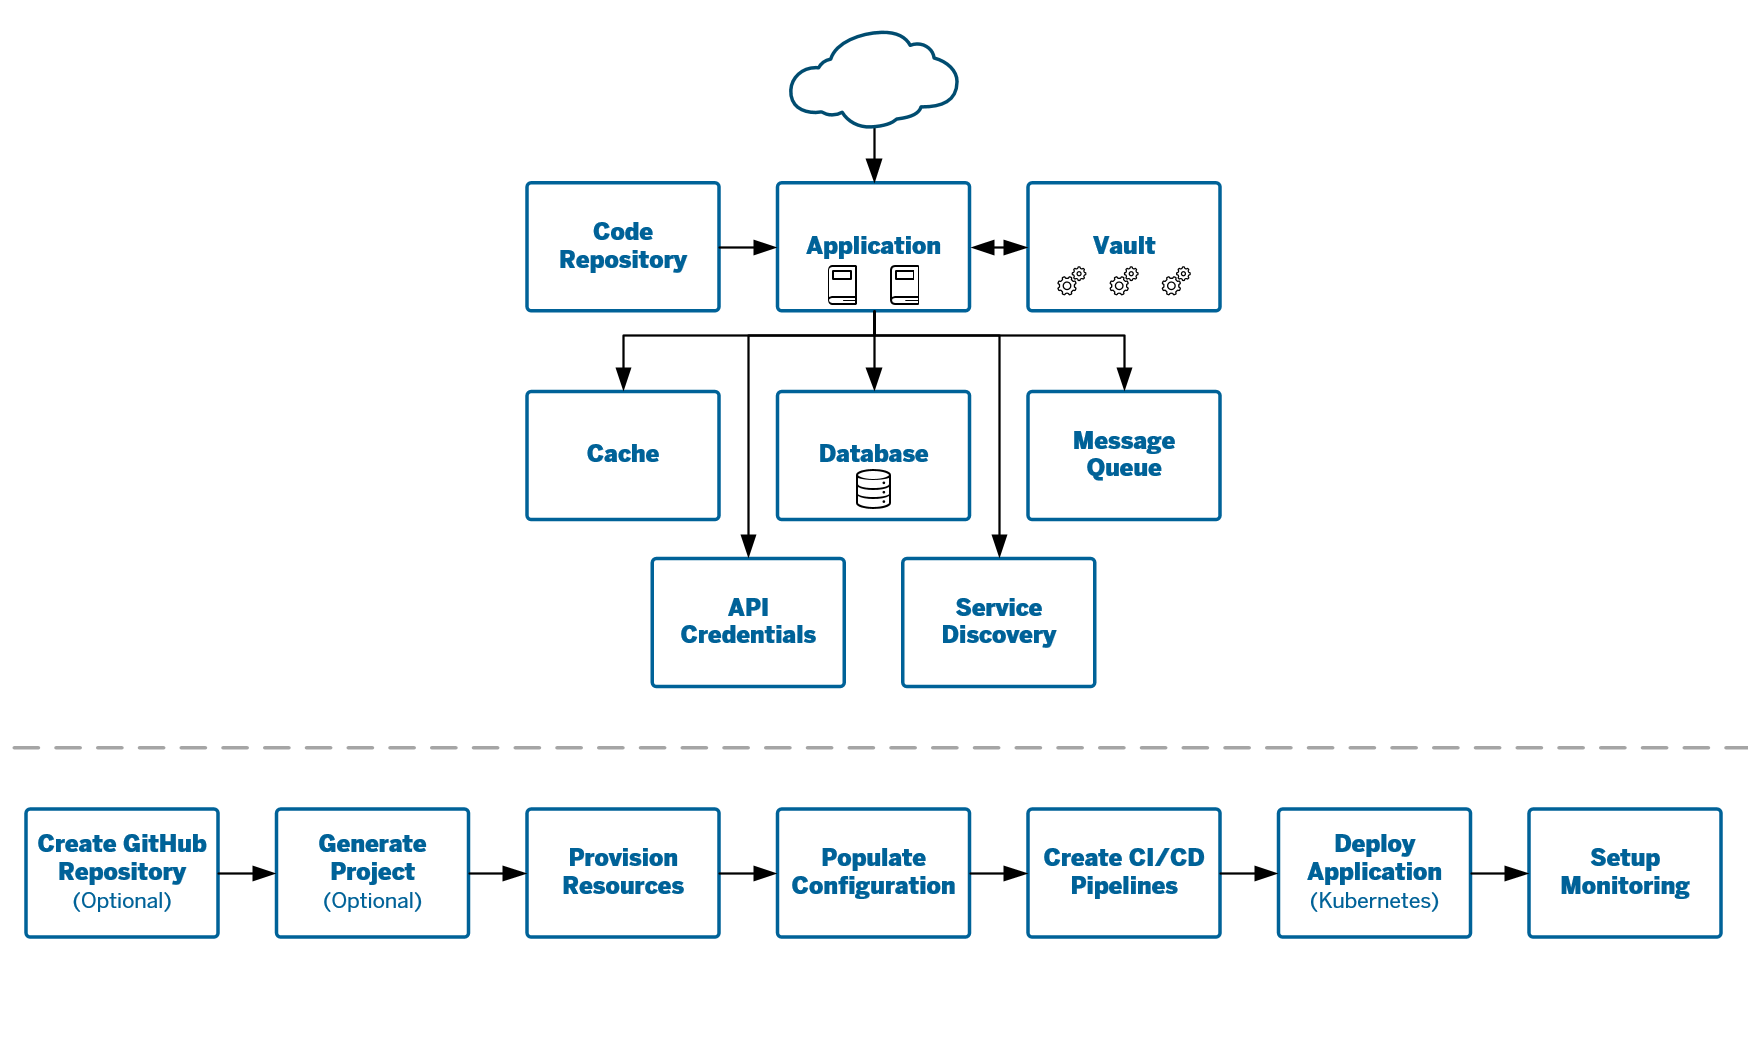 Code
Repository
Application
Vault
Cache
Database
Message
Queue
API
Credentials
Service
Discovery
Create GitHub
Repository
(Optional)
Generate
Project
(Optional)
Provision
Resources
Populate
Configuration
Create CI/CD
Pipelines
Deploy
Application
(Kubernetes)
Setup
Monitoring